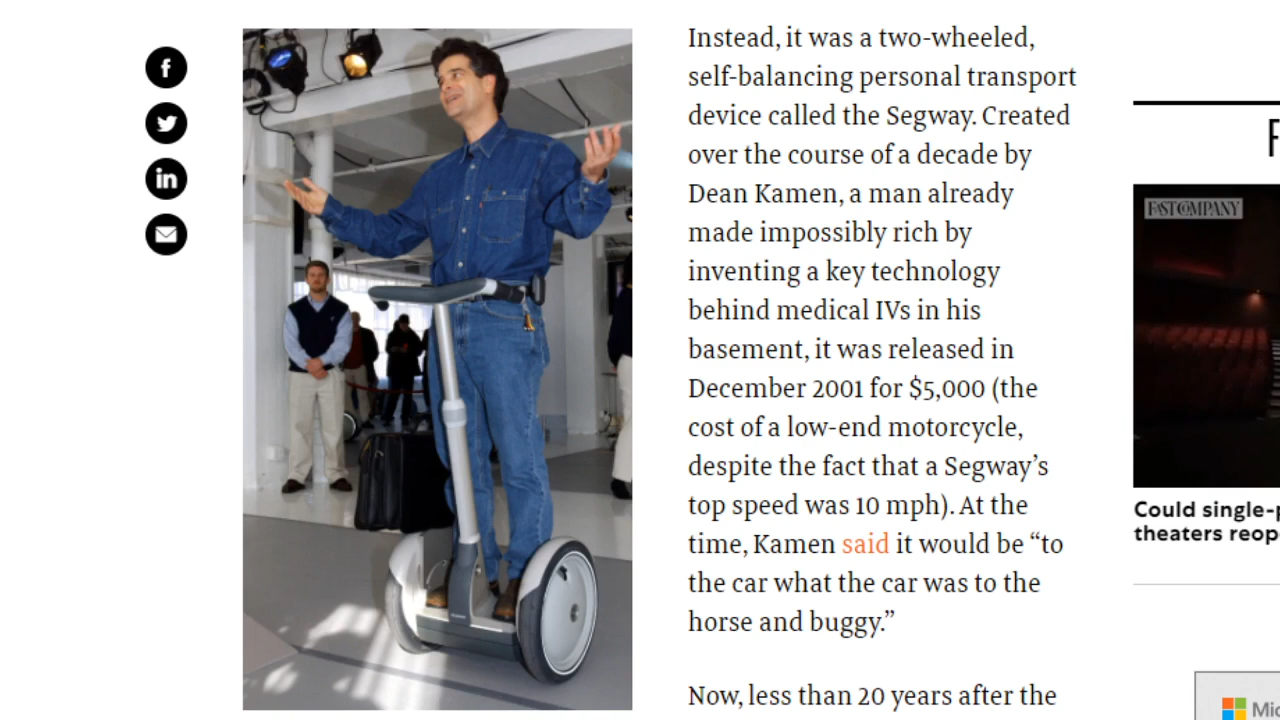 Instead, it was a two-wheeled,
self-balancing personal transport
device called the Segway. Created
over the course of a decade by
Dean Kamen, a man already
made impossibly rich by
inventing a key technology
behind medical IVs in his
basement, it was released in
December 2001 for $5,000 (the
cost of a low-end motorcycle,
despite the fact that a Segway’s
top speed was 10 mph). At the
time, Kamen said it would be “to
the car what the car was to the
horse and buggy.”
Now, less than 20 years after the
F
FAST COMPANY
Could single-p
theaters reop
Mic